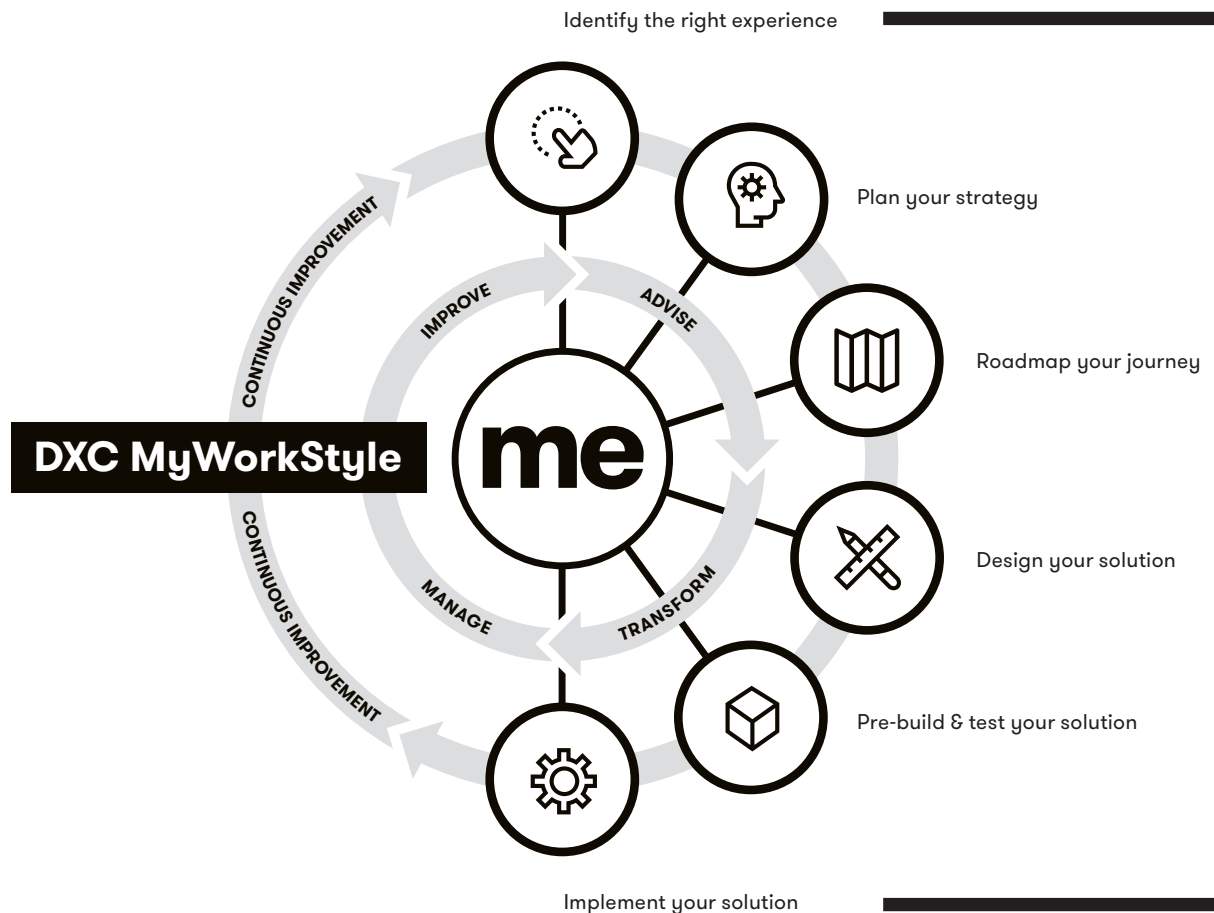 Identify the right experience
Plan your strategy
CONTINUOUS IMPROVEMENT
IMPROVE
ADVISE
Roadmap your journey
DXC MyWorkStyle
me
Design your solution
CONTINUOUS IMPROVEMENT
MANAGE
TRANSFORM
Pre-build & test your solution
Implement your solution